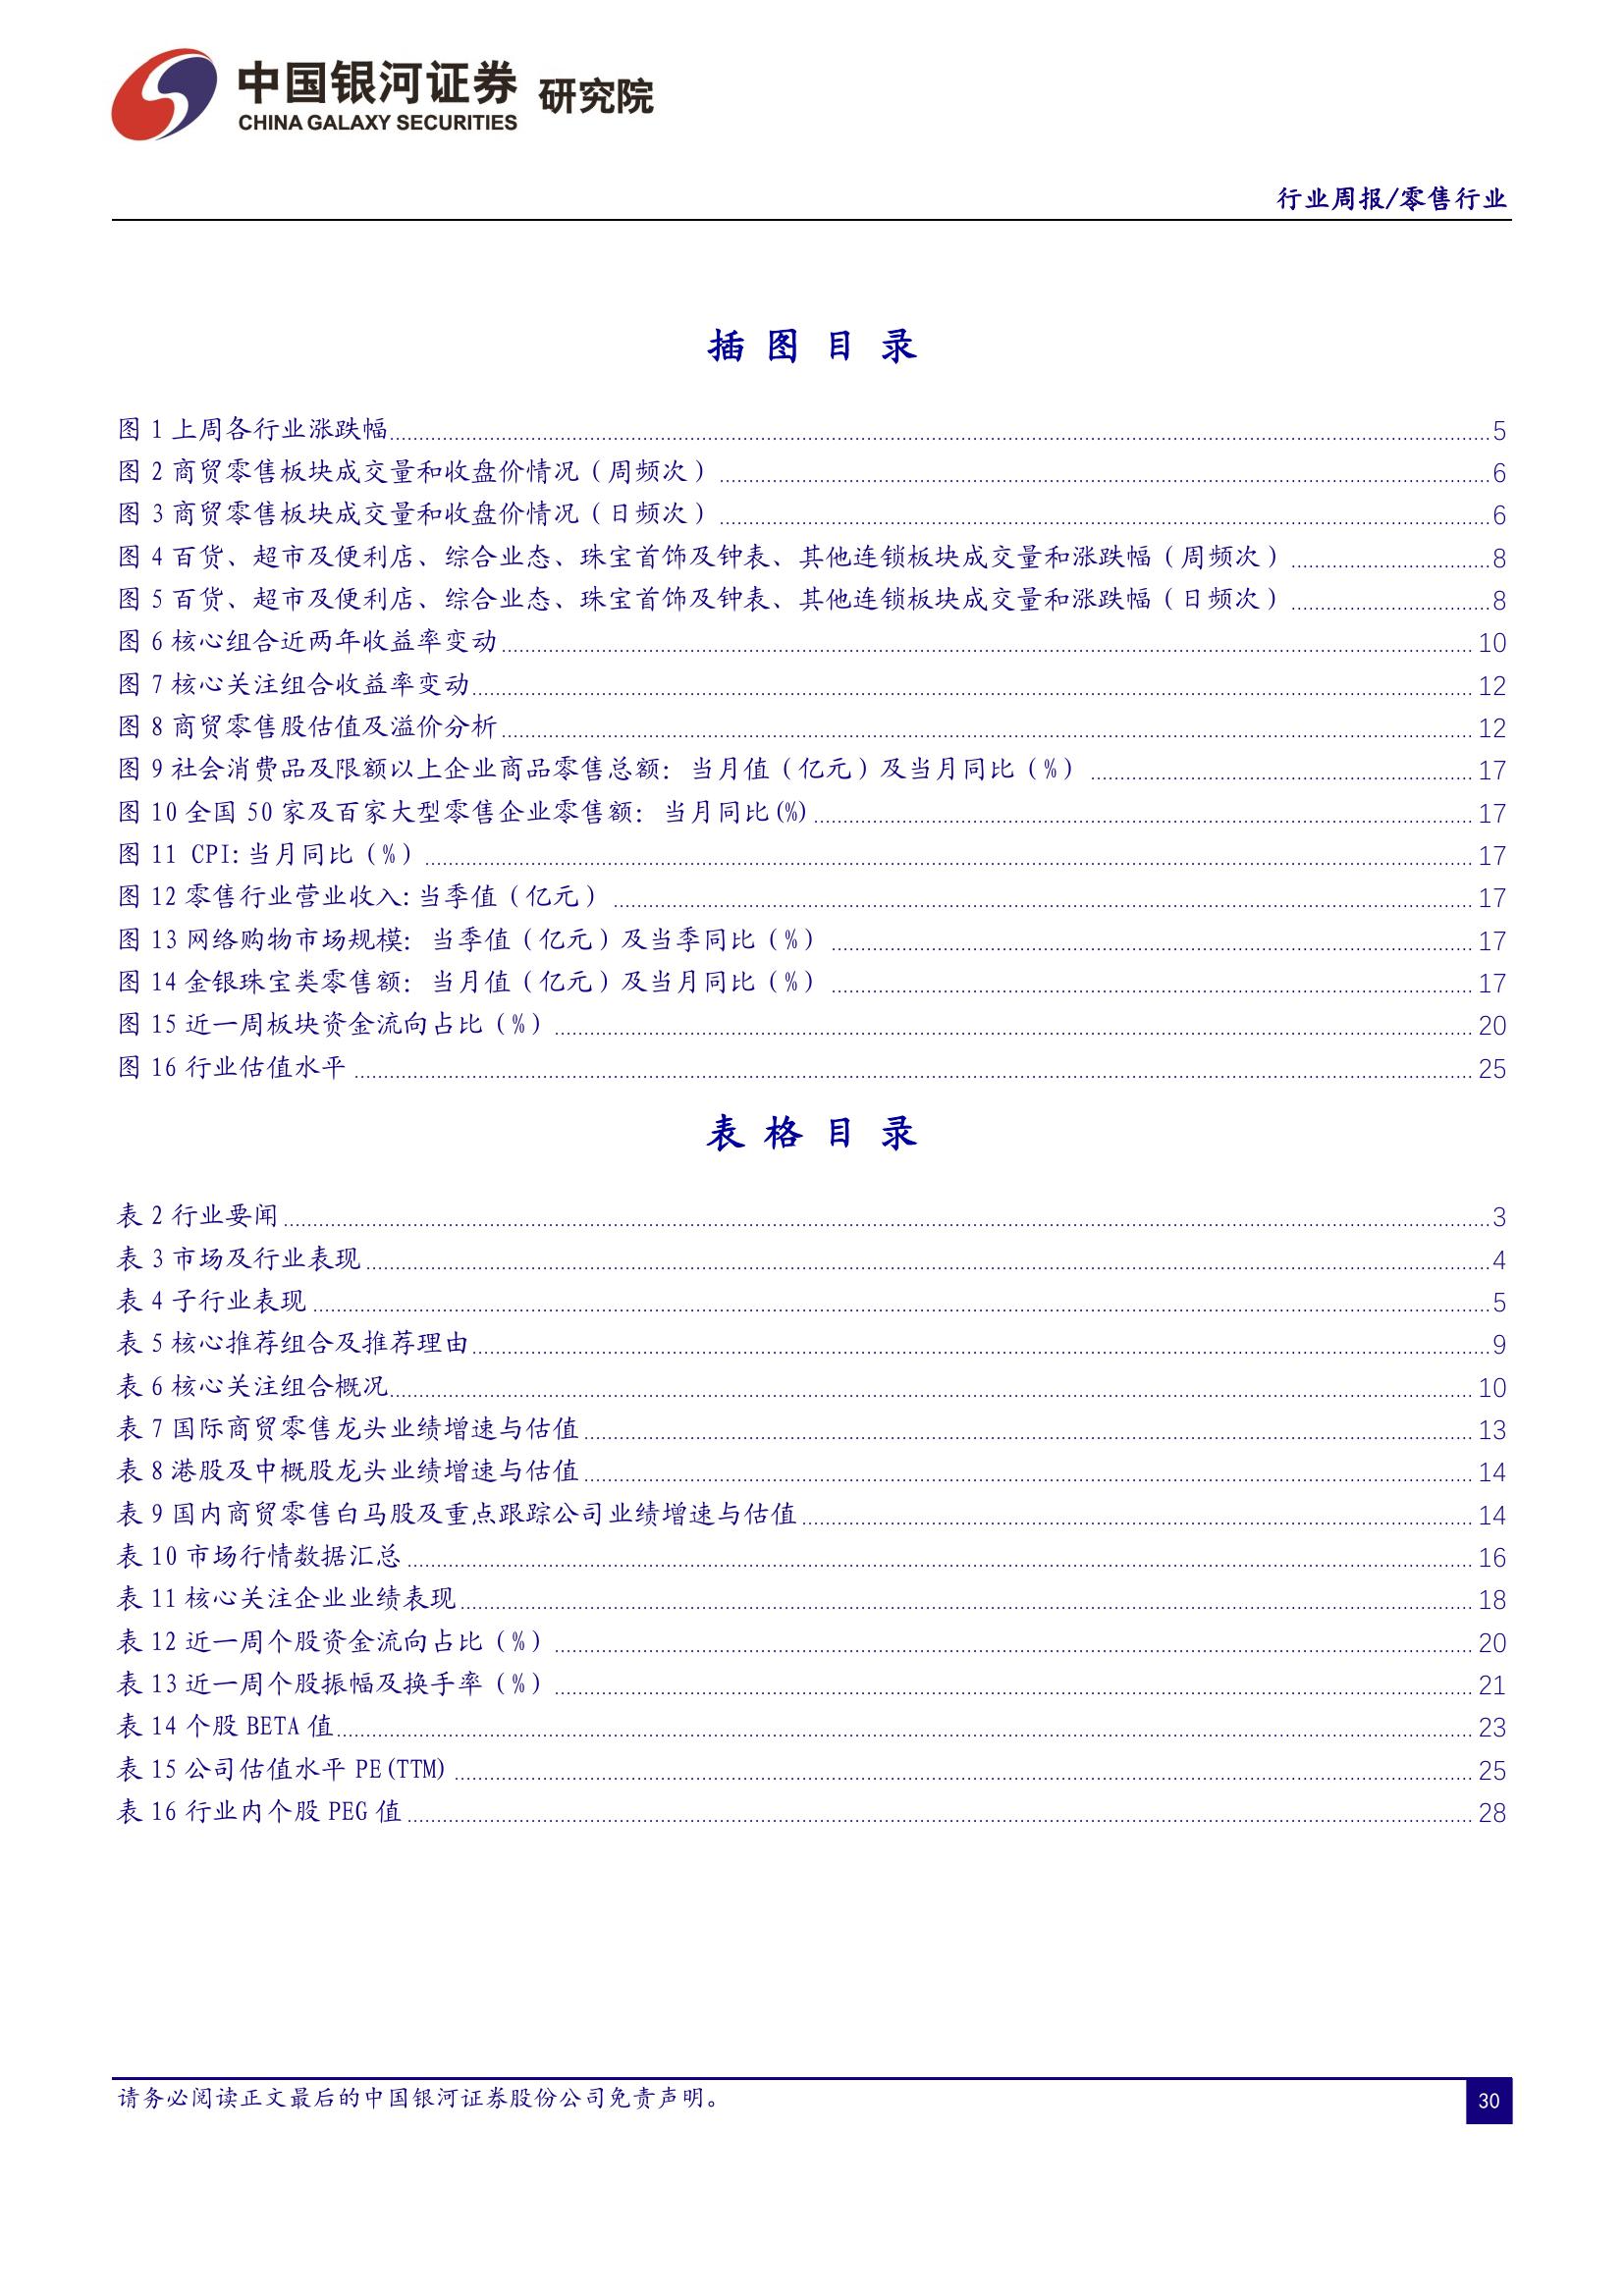 中国银河证券 研究院
CHINA GALAXY SECURITIES
行业周报/零售行业
插 图 目 录
图 1 上周各行业涨跌幅 5
图 2 商贸零售板块成交量和收盘价情况（周频次） 6
图 3 商贸零售板块成交量和收盘价情况（日频次） 6
图 4 百货、超市及便利店、综合业态、珠宝首饰及钟表、其他连锁板块成交量和涨跌幅（周频次） 8
图 5 百货、超市及便利店、综合业态、珠宝首饰及钟表、其他连锁板块成交量和涨跌幅（日频次） 8
图 6 核心组合近两年收益率变动 10
图 7 核心关注组合收益率变动 12
图 8 商贸零售股估值及溢价分析 12
图 9 社会消费品及限额以上企业商品零售总额：当月值（亿元）及当月同比（%） 17
图 10 全国 50 家及百家大型零售企业零售额：当月同比(%) 17
图 11 CPI:当月同比（%） 17
图 12 零售行业营业收入:当季值（亿元） 17
图 13 网络购物市场规模：当季值（亿元）及当季同比（%） 17
图 14 金银珠宝类零售额：当月值（亿元）及当月同比（%） 17
图 15 近一周板块资金流向占比（%） 20
图 16 行业估值水平 25
表 格 目 录
表 2 行业要闻 3
表 3 市场及行业表现 4
表 4 子行业表现 5
表 5 核心推荐组合及推荐理由 9
表 6 核心关注组合概况 10
表 7 国际商贸零售龙头业绩增速与估值 13
表 8 港股及中概股龙头业绩增速与估值 14
表 9 国内商贸零售白马股及重点跟踪公司业绩增速与估值 14
表 10 市场行情数据汇总 16
表 11 核心关注企业业绩表现 18
表 12 近一周个股资金流向占比（%） 20
表 13 近一周个股振幅及换手率（%） 21
表 14 个股 BETA 值 23
表 15 公司估值水平 PE(TTM) 25
表 16 行业内个股 PEG 值 28
请务必阅读正文最后的中国银河证券股份公司免责声明。
30